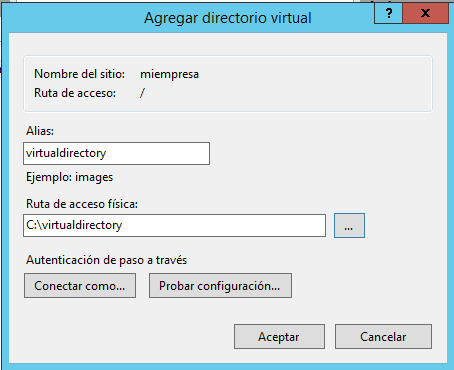 Agregar directorio virtual
?
x
Nombre del sitio: miempresa
Ruta de acceso: /
Alias:
virtualdirectory
Ejemplo: images
Ruta de acceso física:
C:\virtualdirectory
...
Autenticación de paso a través
Conectar como...
Probar configuración...
Aceptar
Cancelar